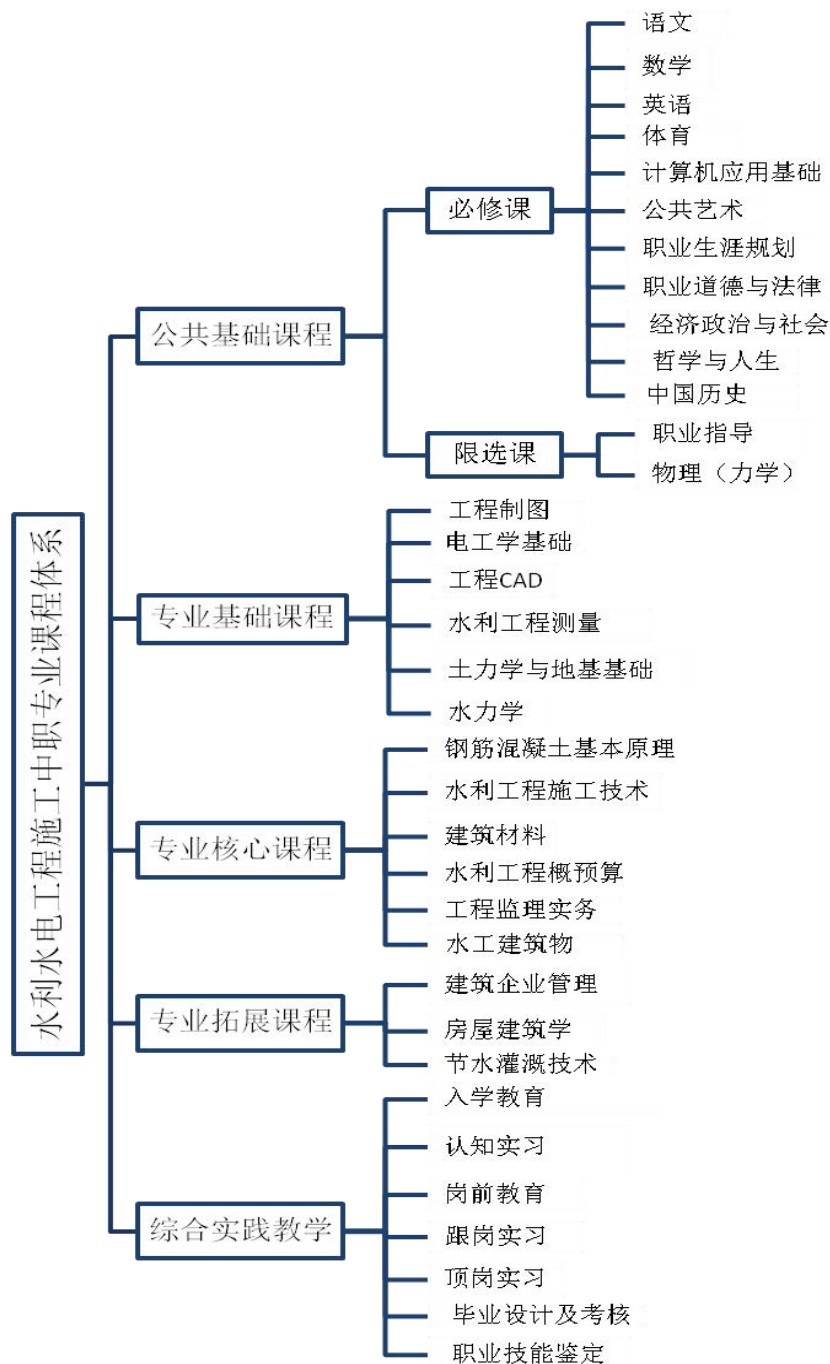 水利水电工程施工中职专业课程体系
公共基础课程
必修课
语文
数学
英语
体育
计算机应用基础
公共艺术
职业生涯规划
职业道德与法律
经济政治与社会
哲学与人生
中国历史
限选课
职业指导
物理（力学）
专业基础课程
工程制图
电工学基础
工程CAD
水利工程测量
土力学与地基基础
水力学
专业核心课程
钢筋混凝土基本原理
水利工程施工技术
建筑材料
水利工程概预算
工程监理实务
水工建筑物
专业拓展课程
建筑企业管理
房屋建筑学
节水灌溉技术
综合实践教学
入学教育
认知实习
岗前教育
跟岗实习
顶岗实习
毕业设计及考核
职业技能鉴定